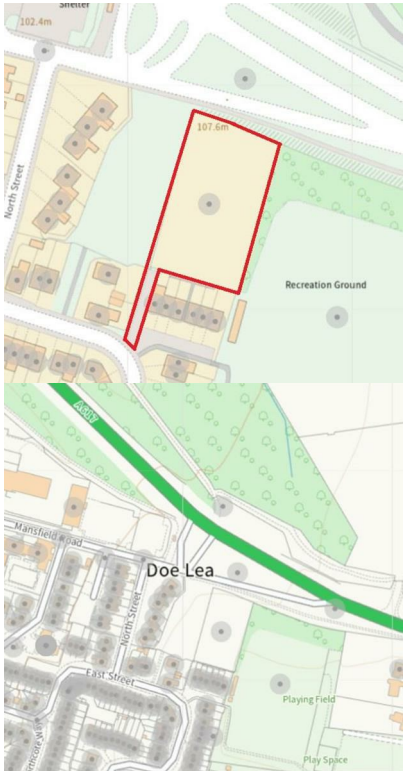 Shelter
102.4m
107.6m
North Street
Recreation Ground
A617
Mansfield Road
Doe Lea
North Street
East Street
Playing Field
Play Space